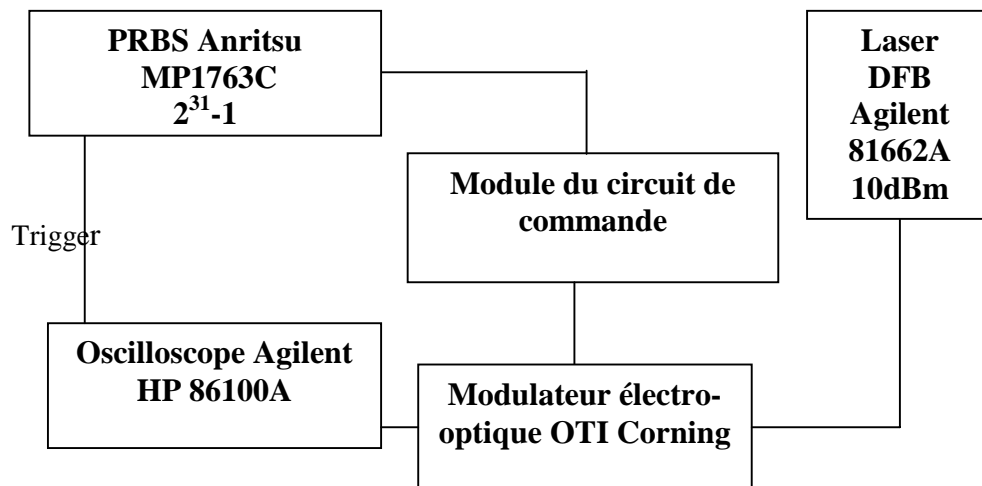 PRBS Anritsu
MP1763C
2³¹-1
Laser
DFB
Agilent
81662A
10dBm
Module du circuit de
commande
Trigger
Oscilloscope Agilent
HP 86100A
Modulateur électro-
optique OTI Corning